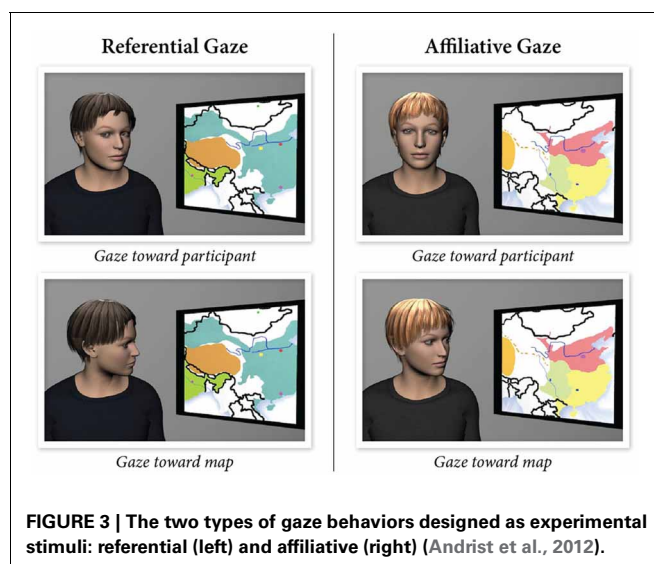 Referential Gaze
Affiliative Gaze
Gaze toward participant
Gaze toward participant
Gaze toward map
Gaze toward map
FIGURE 3 | The two types of gaze behaviors designed as experimental
stimuli: referential (left) and affiliative (right) (Andrist et al., 2012).